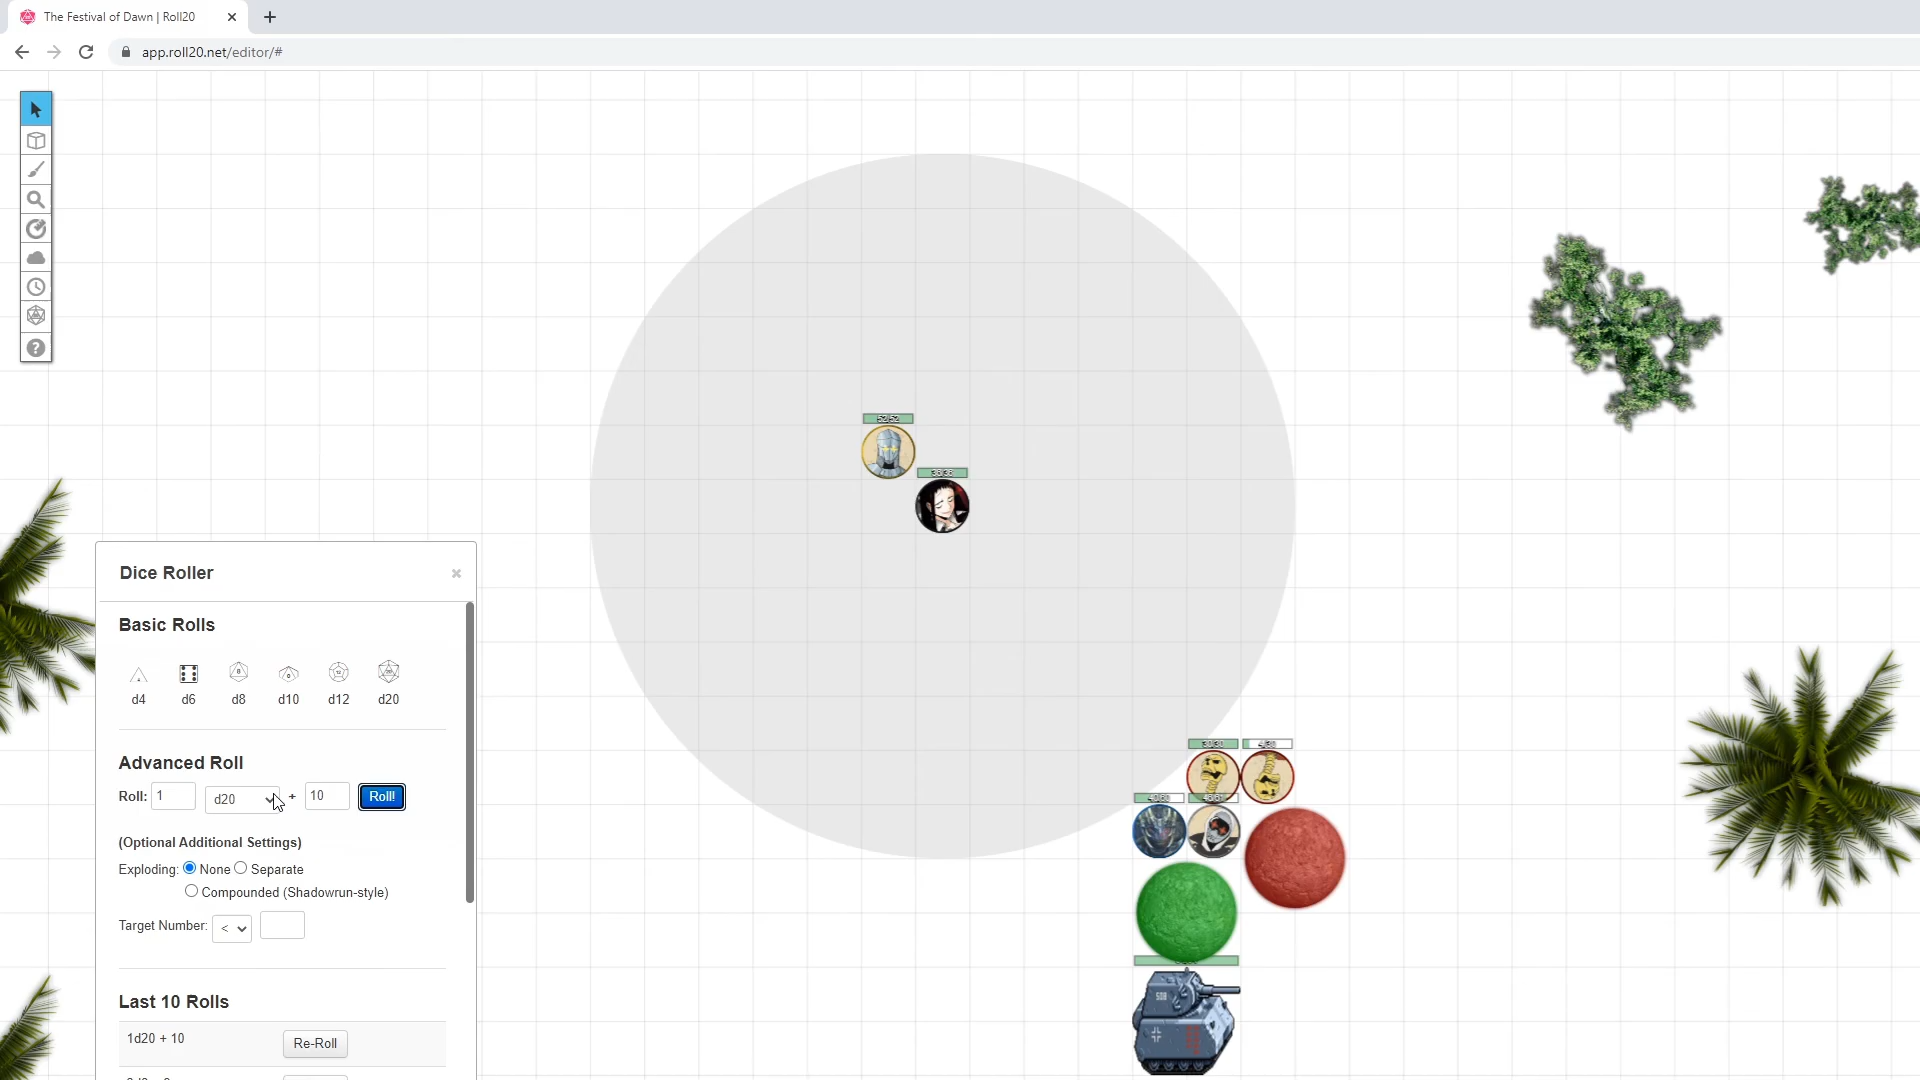 The Festival of Dawn | Roll20
app.roll20.net/editor/#
52/52
Dice Roller
Basic Rolls
d4 d6 d8 d10 d12 d20
Advanced Roll
Roll: 1 d20 + 10 Roll!
(Optional Additional Settings)
Exploding: None Separate
Compounded (Shadowrun-style)
Target Number: <
Last 10 Rolls
1d20 + 10 Re-Roll